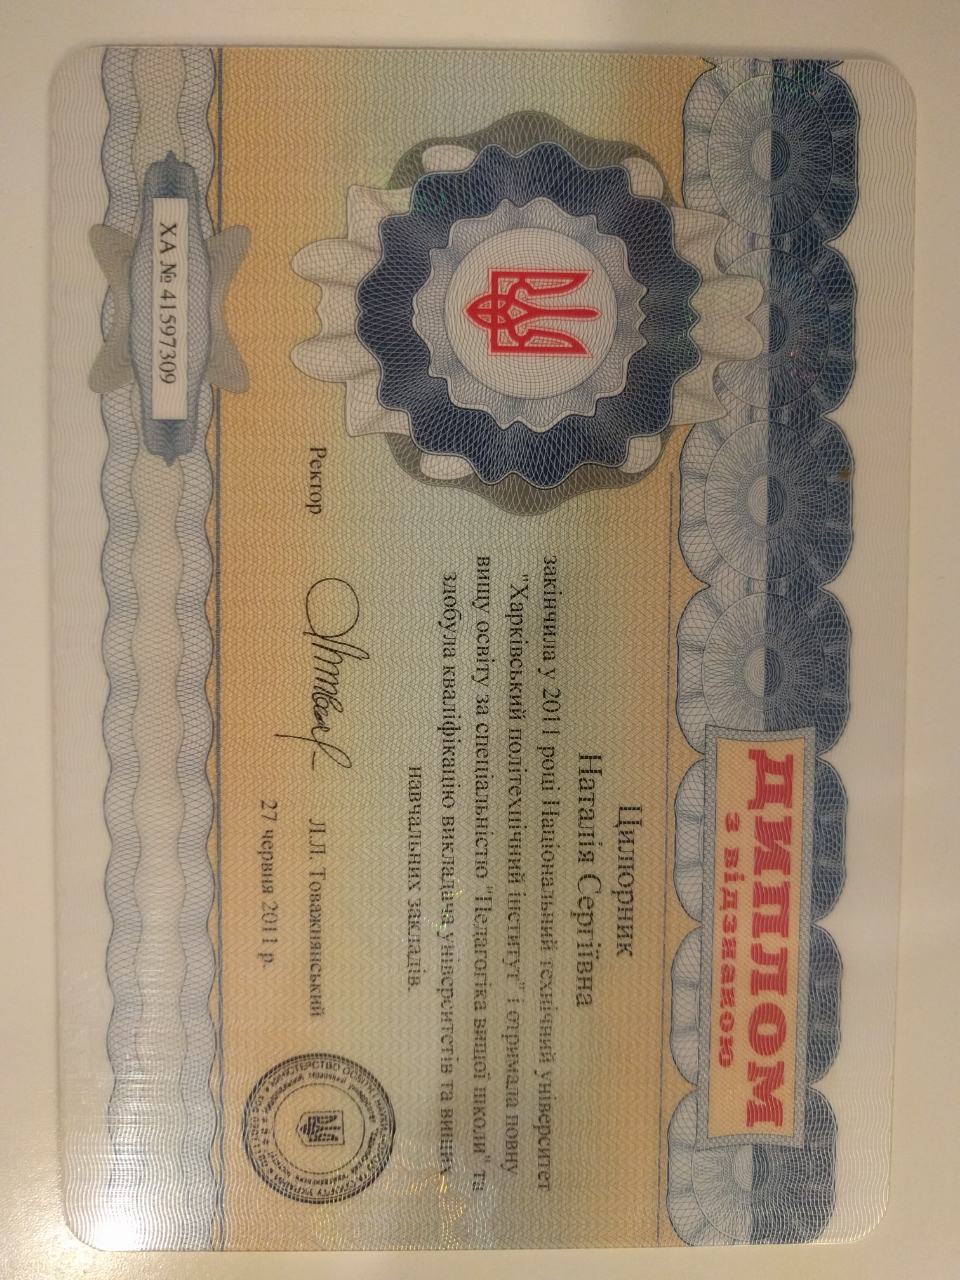 ДИПЛОМ
з відзнакою
Цилюрник
Наталія Сергіївна
закінчила у 2011 році Національний технічний університет
"Харківський політехнічний інститут" і отримала повну
вищу освіту за спеціальністю "Педагогіка вищої школи" та
здобула кваліфікацію викладача університетів та вищих
навчальних закладів.
Ректор Л.Л. Товажнянський
27 червня 2011 р.
ХА № 41597309